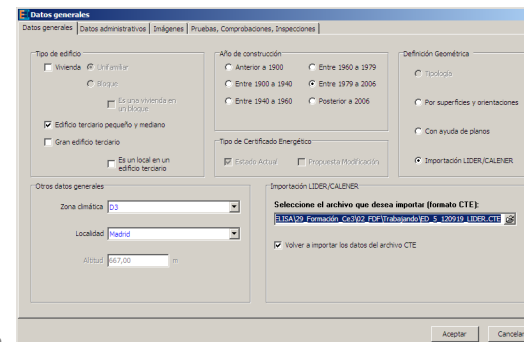 Datos generales
Datos generales Datos administrativos Imágenes Pruebas, Comprobaciones, Inspecciones
Tipo de edificio
Vivienda Unifamiliar
Bloque
Es una vivienda en
un bloque
Edificio terciario pequeño y mediano
Gran edificio terciario
Es un local en un
edificio terciario
Año de construcción
Anterior a 1900 Entre 1960 a 1979
Entre 1900 a 1940 Entre 1979 a 2006
Entre 1940 a 1960 Posterior a 2006
Tipo de Certificado Energético
Estado Actual Propuesta Modificación
Definición Geométrica
Tipología
Por superficies y orientaciones
Con ayuda de planos
Importación LIDER/CALENER
Otros datos generales
Zona climática D3
Localidad Madrid
Altitud 667,00 m
Importación LIDER/CALENER
Seleccione el archivo que desea importar (formato CTE):
ELISA\29_Formación_Ce3\02_FDF\Trabajando\ED_5_120919_LIDER.CTE
Volver a importar los datos del archivo CTE
Aceptar Cancelar